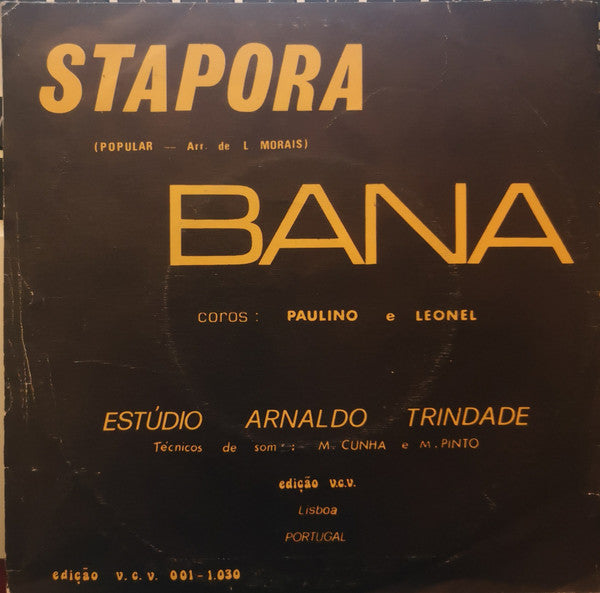 STAPORA
(POPULAR — Arr. de L MORAIS)
BANA
coros: PAULINO e LEONEL
ESTÚDIO ARNALDO TRINDADE
Técnicos de som: :- M. CUNHA e M. PINTO
edição v.c.v.
Lisboa
PORTUGAL
edição v. c. v. 001-1.030